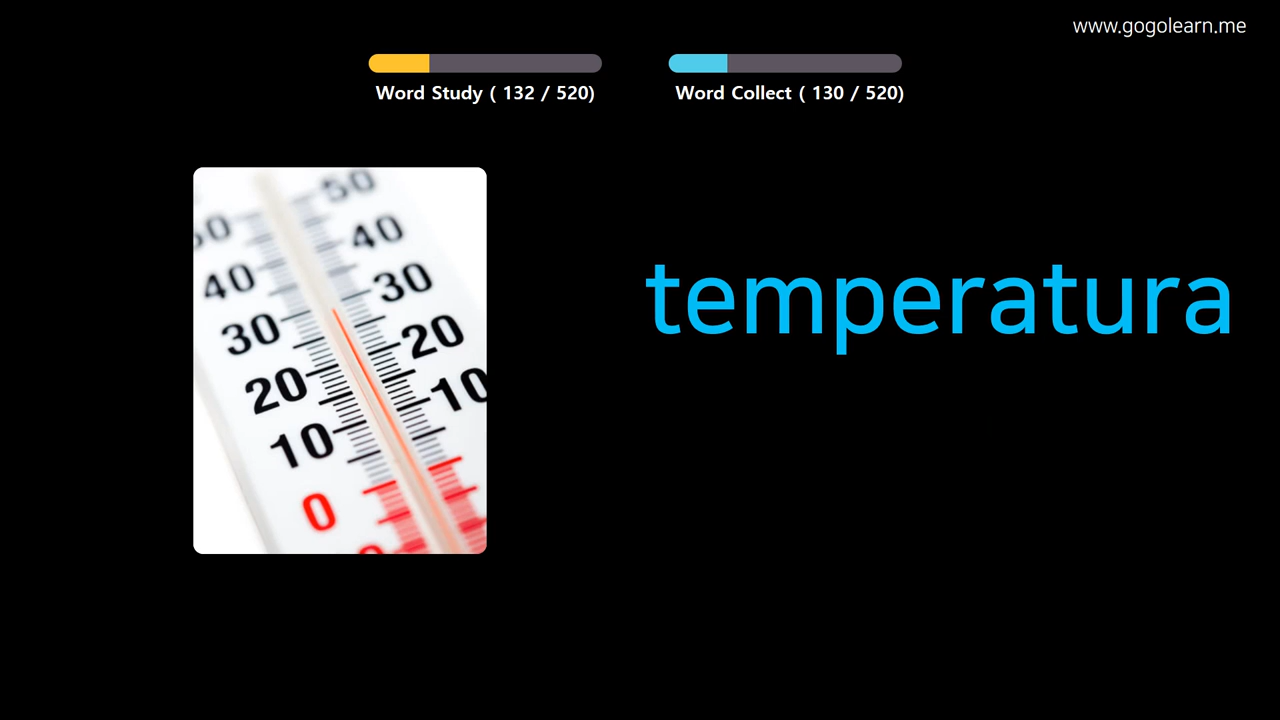 www.gogolearn.me
Word Study ( 132 / 520)
Word Collect ( 130 / 520)
50
40
40
30
30
20
20
10
10
0
temperatura